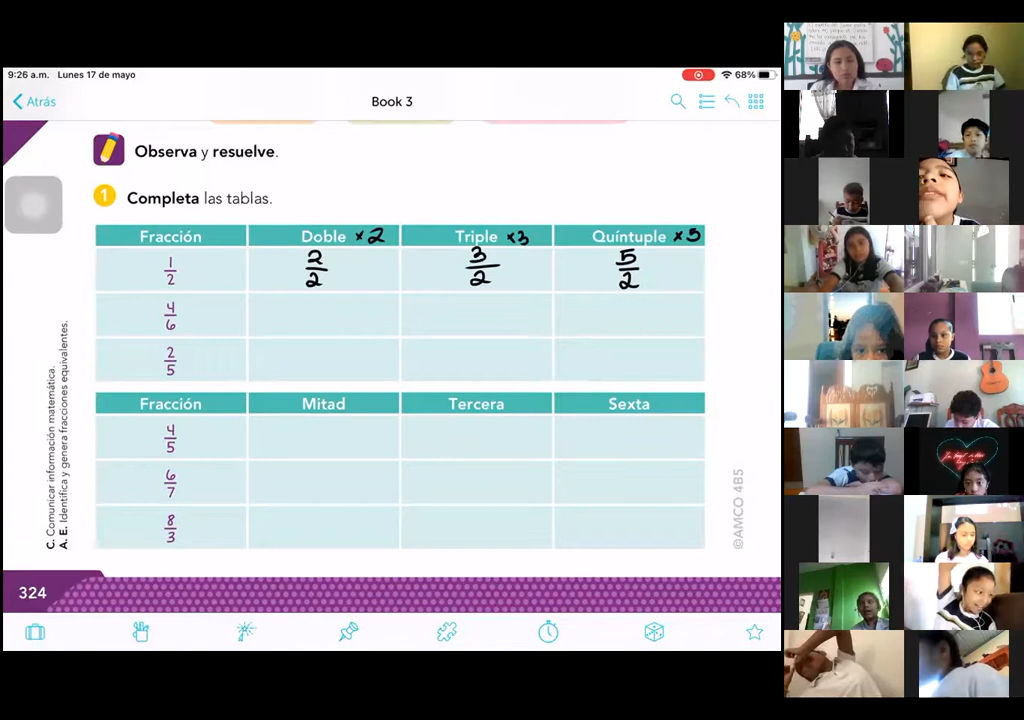 9:26 a.m. Lunes 17 de mayo 68%
Atrás Book 3
Observa y resuelve.
1 Completa las tablas.
Fracción Doble ×2 Triple ×3 Quíntuple ×5
1/2 2/2 3/2 5/2
4/6
2/5
Fracción Mitad Tercera Sexta
4/5
6/7
8/3
C. Comunicar información matemática.
A. E. Identifica y genera fracciones equivalentes.
©AMCO 4B5
324